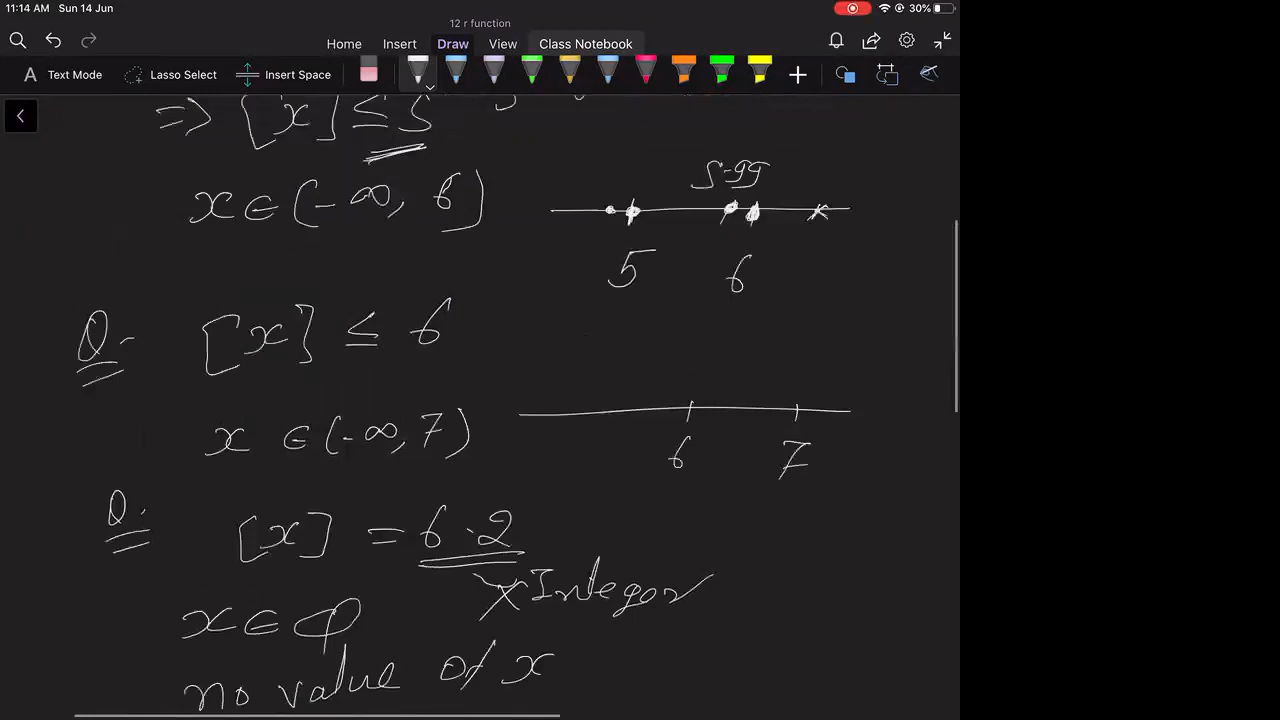 11:14 AM Sun 14 Jun
30%
12 r function
Home Insert Draw View Class Notebook
Text Mode Lasso Select Insert Space
=> [x] ≤ 5
x ∈ (-∞, 6)
5.99
5 6
Q. [x] ≤ 6
x ∈ (-∞, 7)
6 7
Q. [x] = 6.2
X Integer
x ∈ φ
no value of x